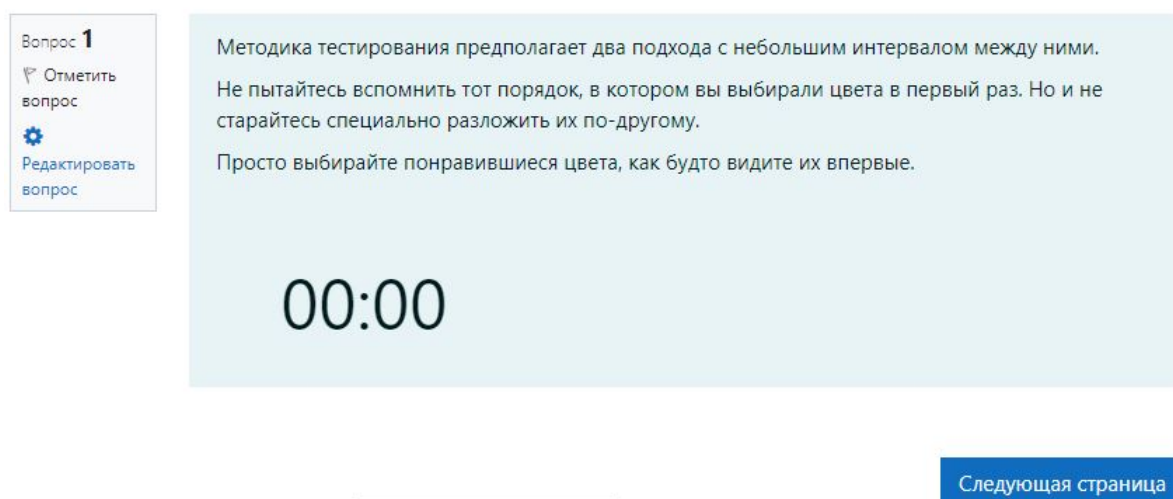 Вопрос 1
Отметить
вопрос
Редактировать
вопрос
Методика тестирования предполагает два подхода с небольшим интервалом между ними.
Не пытайтесь вспомнить тот порядок, в котором вы выбирали цвета в первый раз. Но и не
старайтесь специально разложить их по-другому.
Просто выбирайте понравившиеся цвета, как будто видите их впервые.
00:00
Следующая страница